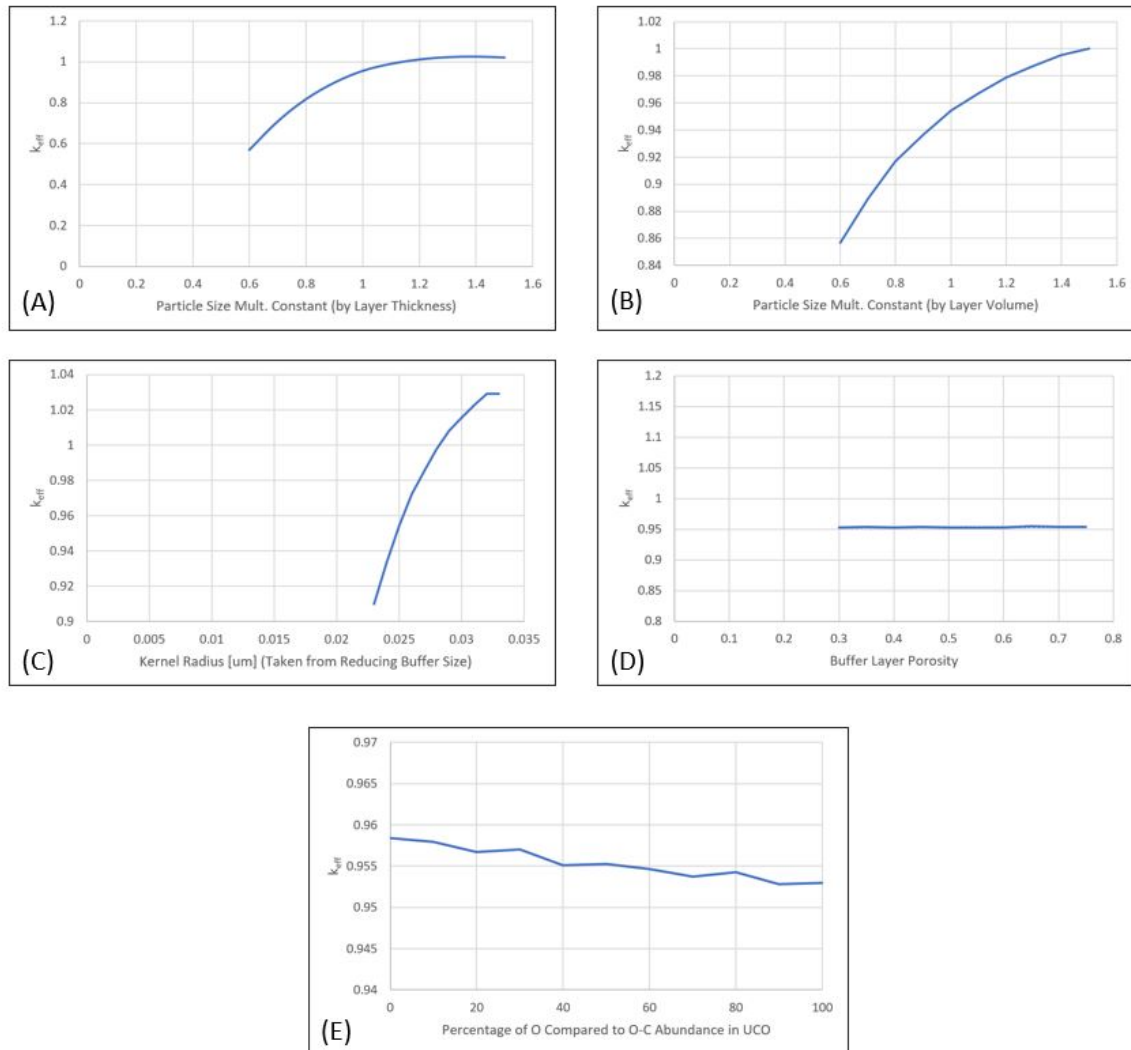 1.2
1
0.8
0.6
0.4
0.2
0
k_eff
0 0.2 0.4 0.6 0.8 1 1.2 1.4 1.6
Particle Size Mult. Constant (by Layer Thickness)
(A)
1.02
1
0.98
0.96
0.94
0.92
0.9
0.88
0.86
0.84
k_eff
0 0.2 0.4 0.6 0.8 1 1.2 1.4 1.6
Particle Size Mult. Constant (by Layer Volume)
(B)
1.04
1.02
1
0.98
0.96
0.94
0.92
0.9
k_eff
0 0.005 0.01 0.015 0.02 0.025 0.03 0.035
Kernel Radius [um] (Taken from Reducing Buffer Size)
(C)
1.2
1.15
1.1
1.05
1
0.95
0.9
0.85
0.8
k_eff
0 0.1 0.2 0.3 0.4 0.5 0.6 0.7 0.8
Buffer Layer Porosity
(D)
0.97
0.965
0.96
0.955
0.95
0.945
0.94
k_eff
0 20 40 60 80 100
Percentage of O Compared to O-C Abundance in UCO
(E)